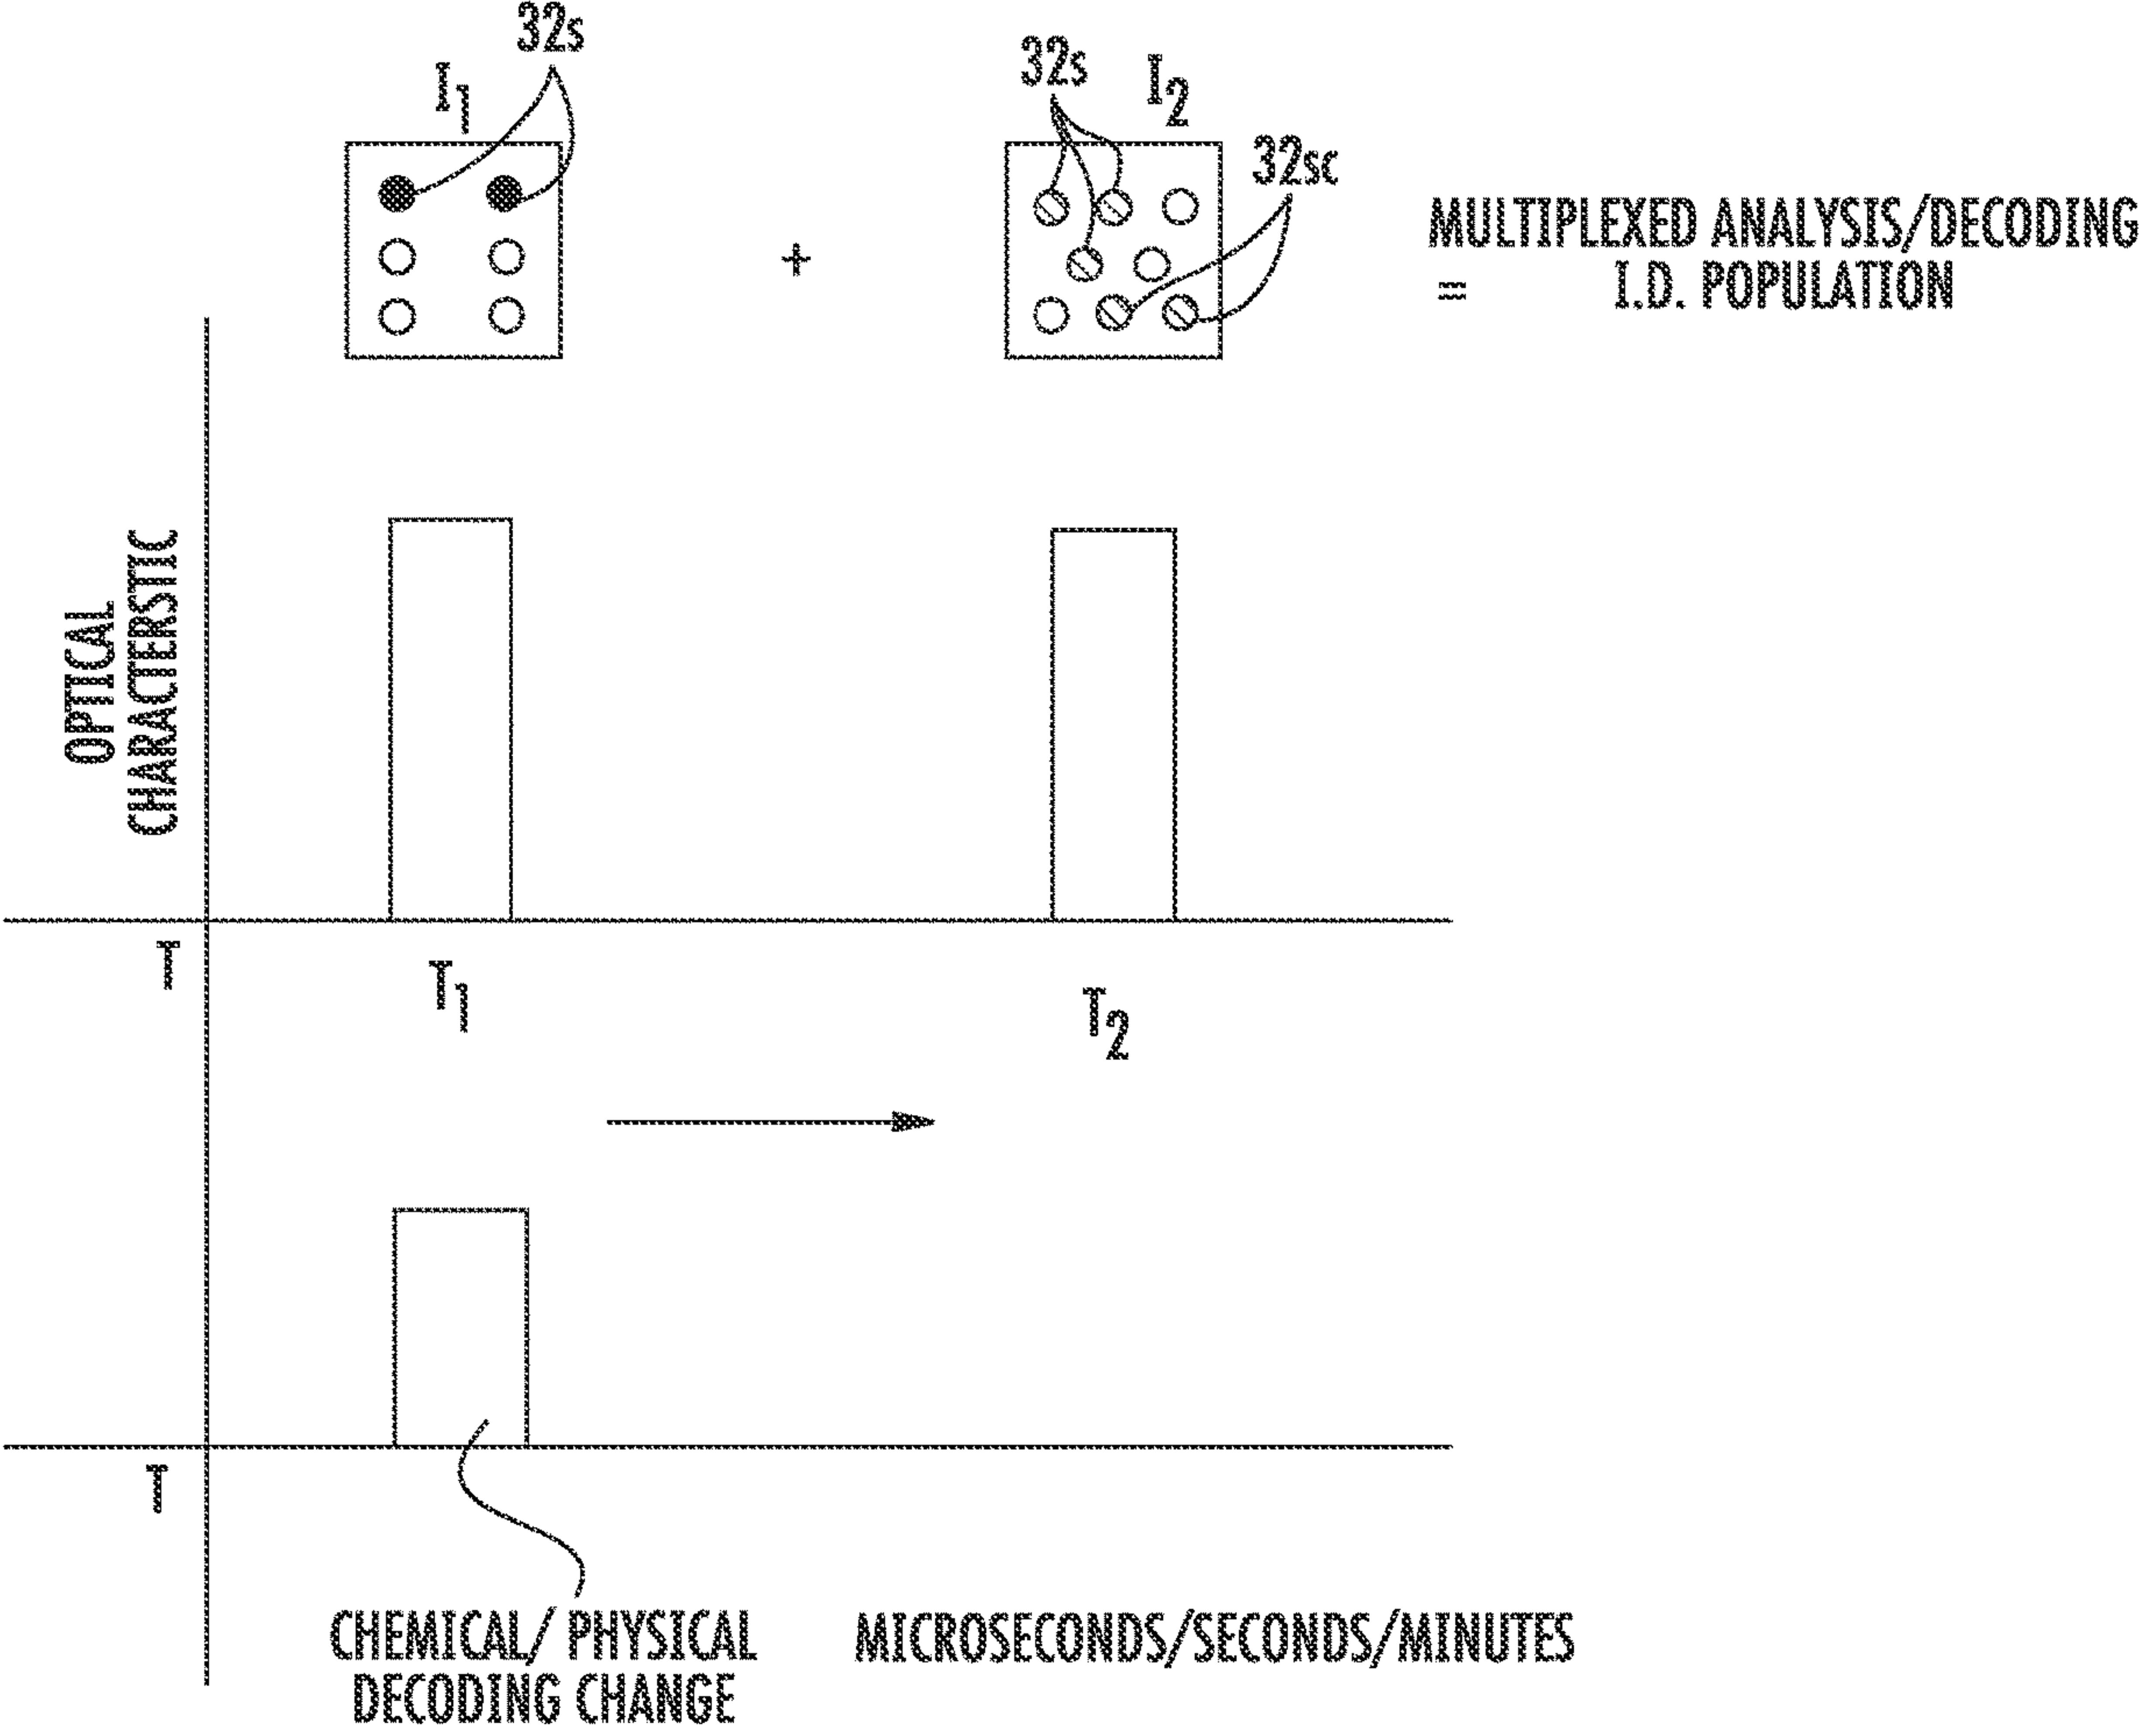 32s
I1
32s
I2
32sc
+
MULTIPLEXED ANALYSIS/DECODING
= I.D. POPULATION
OPTICAL
CHARACTERSTIC
T
T1
T2
T
CHEMICAL/ PHYSICAL
DECODING CHANGE
MICROSECONDS/SECONDS/MINUTES